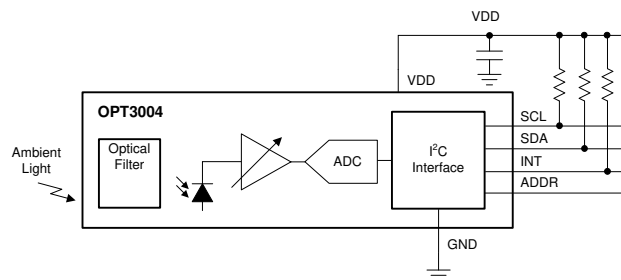 VDD
VDD
OPT3004
SCL
Optical
Filter
SDA
Ambient
Light
ADC
I²C
Interface
INT
ADDR
GND